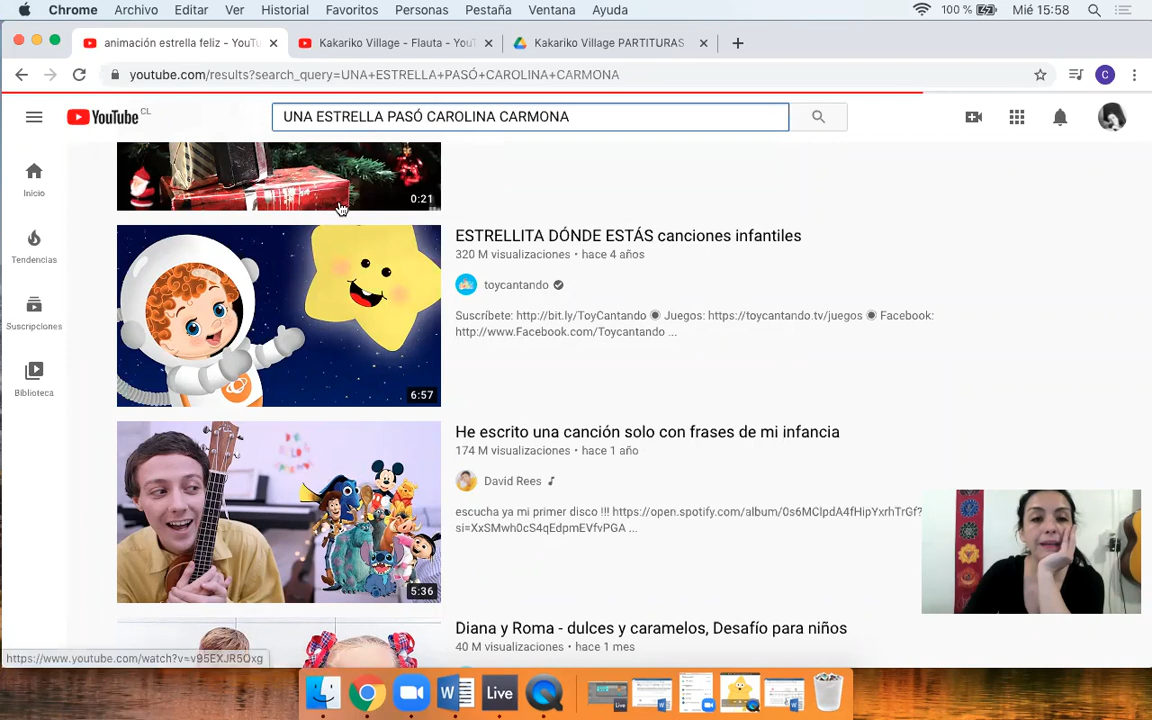 Chrome Archivo Editar Ver Historial Favoritos Personas Pestaña Ventana Ayuda 100 % Mié 15:58
animación estrella feliz - YouTu
Kakariko Village - Flauta - YouT
Kakariko Village PARTITURAS
youtube.com/results?search_query=UNA+ESTRELLA+PASÓ+CAROLINA+CARMONA
C
YouTube CL
UNA ESTRELLA PASÓ CAROLINA CARMONA
Inicio
Tendencias
Suscripciones
Biblioteca
0:21
ESTRELLITA DÓNDE ESTÁS canciones infantiles
320 M visualizaciones • hace 4 años
toycantando
Suscríbete: http://bit.ly/ToyCantando ◉ Juegos: https://toycantando.tv/juegos ◉ Facebook:
http://www.Facebook.com/Toycantando ...
6:57
He escrito una canción solo con frases de mi infancia
174 M visualizaciones • hace 1 año
David Rees
escucha ya mi primer disco !!! https://open.spotify.com/album/0s6MClpdA4fHipYxrhTrGf?
si=XxSMwh0cS4qEdpmEVfvPGA ...
5:36
Diana y Roma - dulces y caramelos, Desafío para niños
40 M visualizaciones • hace 1 mes
https://www.youtube.com/watch?v=v95EXJR5Oxg
W
Live